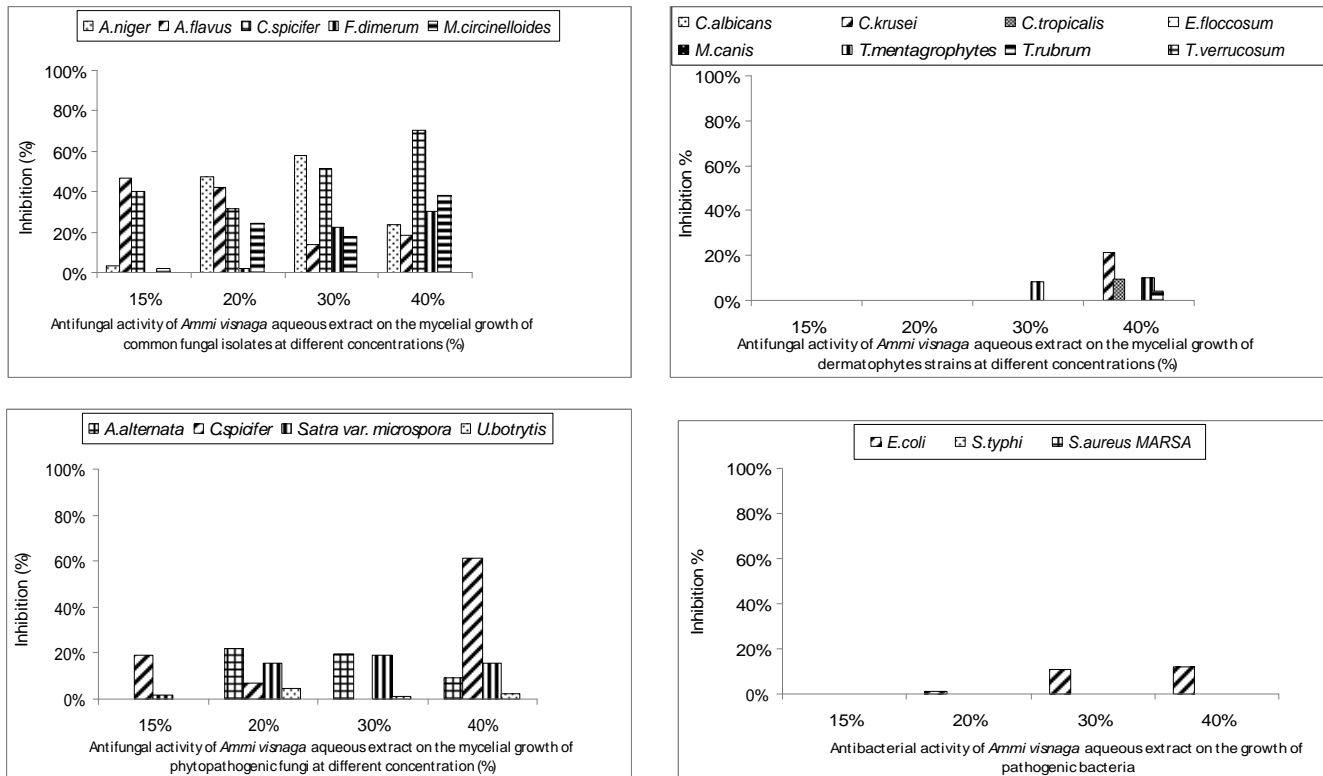 A.niger A.flavus C.spicifer F.dimerum M.circinelloides
100%
80%
60%
40%
20%
0%
Inhibition (%)
15% 20% 30% 40%
Antifungal activity of Ammi visnaga aqueous extract on the mycelial growth of
common fungal isolates at different concentrations (%)
C.albicans C.krusei C.tropicalis E.floccosum
M.canis T.mentagrophytes T.rubrum T.verrucosum
100%
80%
60%
40%
20%
0%
Inhibition %
15% 20% 30% 40%
Antifungal activity of Ammi visnaga aqueous extract on the mycelial growth of
dermatophytes strains at different concentrations (%)
A.alternata C.spicifer S.atra var. microspora U.botrytis
100%
80%
60%
40%
20%
0%
Inhibition (%)
15% 20% 30% 40%
Antifungal activity of Ammi visnaga aqueous extract on the mycelial growth of
phytopathogenic fungi at different concentration (%)
E.coli S.typhi S.aureus MARSA
100%
80%
60%
40%
20%
0%
Inhibition %
15% 20% 30% 40%
Antibacterial activity of Ammi visnaga aqueous extract on the growth of
pathogenic bacteria